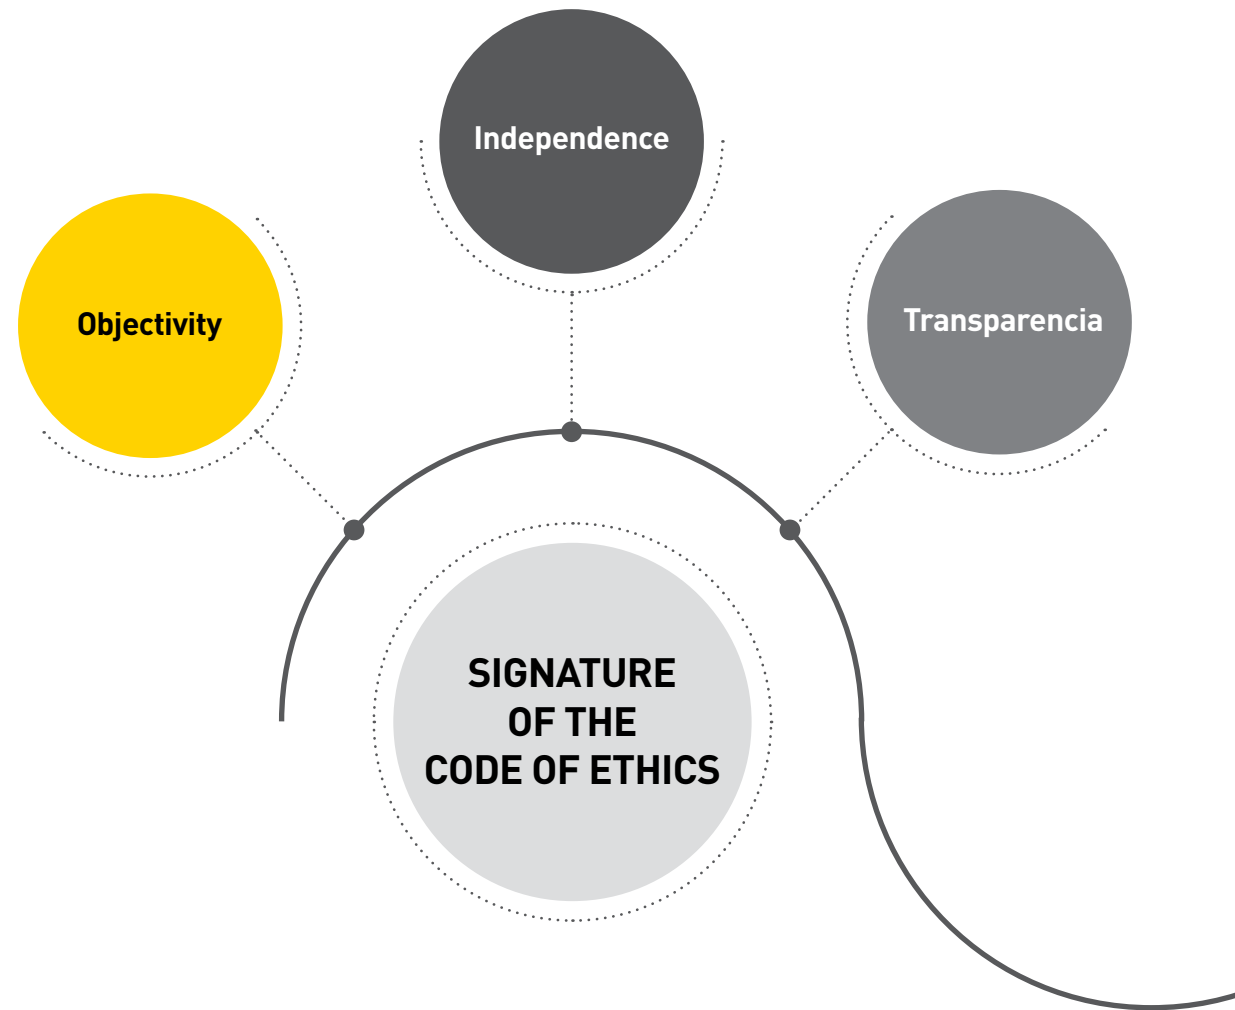 Independence
Objectivity
Transparencia
SIGNATURE
OF THE
CODE OF ETHICS